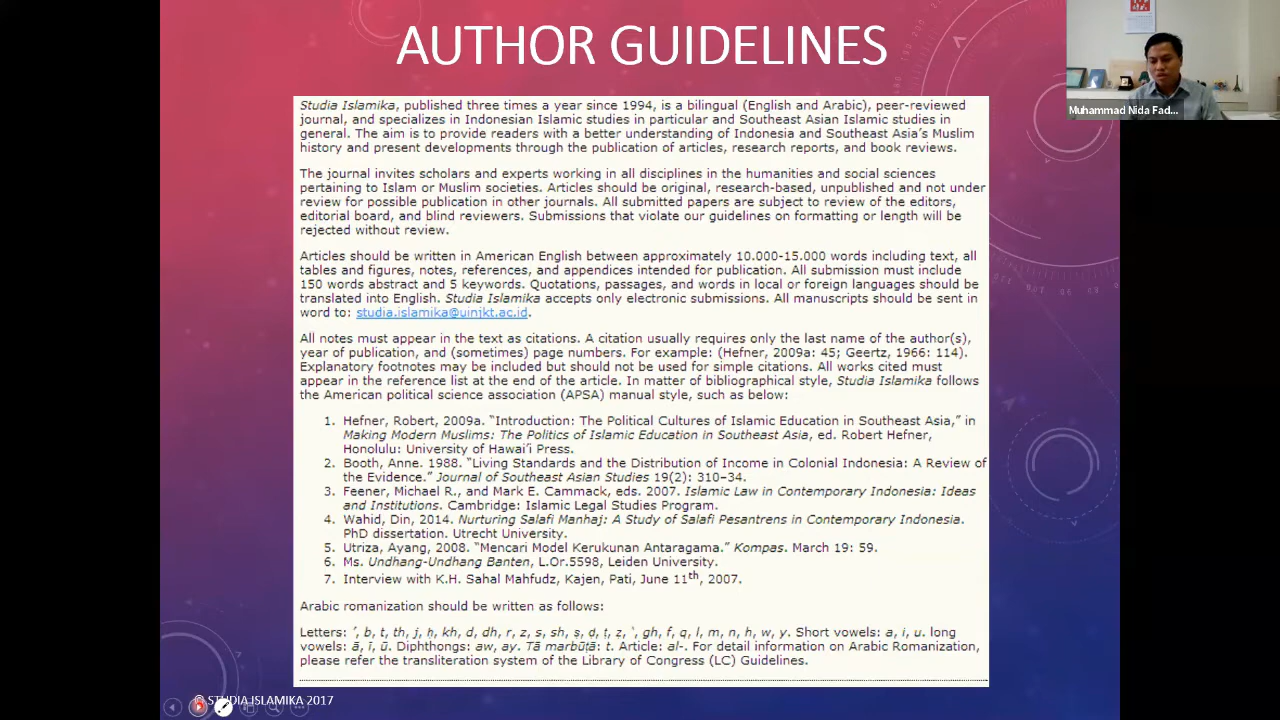 AUTHOR GUIDELINES
Muhammad Nida Fad...
Studia Islamika, published three times a year since 1994, is a bilingual (English and Arabic), peer-reviewed
journal, and specializes in Indonesian Islamic studies in particular and Southeast Asian Islamic studies in
general. The aim is to provide readers with a better understanding of Indonesia and Southeast Asia's Muslim
history and present developments through the publication of articles, research reports, and book reviews.
The journal invites scholars and experts working in all disciplines in the humanities and social sciences
pertaining to Islam or Muslim societies. Articles should be original, research-based, unpublished and not under
review for possible publication in other journals. All submitted papers are subject to review of the editors,
editorial board, and blind reviewers. Submissions that violate our guidelines on formatting or length will be
rejected without review.
Articles should be written in American English between approximately 10.000-15.000 words including text, all
tables and figures, notes, references, and appendices intended for publication. All submission must include
150 words abstract and 5 keywords. Quotations, passages, and words in local or foreign languages should be
translated into English. Studia Islamika accepts only electronic submissions. All manuscripts should be sent in
word to: studia.islamika@uinjkt.ac.id.
All notes must appear in the text as citations. A citation usually requires only the last name of the author(s),
year of publication, and (sometimes) page numbers. For example: (Hefner, 2009a: 45; Geertz, 1966: 114).
Explanatory footnotes may be included but should not be used for simple citations. All works cited must
appear in the reference list at the end of the article. In matter of bibliographical style, Studia Islamika follows
the American political science association (APSA) manual style, such as below:
1. Hefner, Robert, 2009a. "Introduction: The Political Cultures of Islamic Education in Southeast Asia," in
Making Modern Muslims: The Politics of Islamic Education in Southeast Asia, ed. Robert Hefner,
Honolulu: University of Hawai'i Press.
2. Booth, Anne. 1988. "Living Standards and the Distribution of Income in Colonial Indonesia: A Review of
the Evidence." Journal of Southeast Asian Studies 19(2): 310–34.
3. Feener, Michael R., and Mark E. Cammack, eds. 2007. Islamic Law in Contemporary Indonesia: Ideas
and Institutions. Cambridge: Islamic Legal Studies Program.
4. Wahid, Din, 2014. Nurturing Salafi Manhaj: A Study of Salafi Pesantrens in Contemporary Indonesia.
PhD dissertation. Utrecht University.
5. Utriza, Ayang, 2008. "Mencari Model Kerukunan Antaragama." Kompas. March 19: 59.
6. Ms. Undhang-Undhang Banten, L.Or.5598, Leiden University.
7. Interview with K.H. Sahal Mahfudz, Kajen, Pati, June 11th, 2007.
Arabic romanization should be written as follows:
Letters: ’, b, t, th, j, ḥ, kh, d, dh, r, z, s, sh, ṣ, ḍ, ṭ, ẓ, ‘, gh, f, q, l, m, n, h, w, y. Short vowels: a, i, u. long
vowels: ā, ī, ū. Diphthongs: aw, ay. Tā marbūṭā: t. Article: al-. For detail information on Arabic Romanization,
please refer the transliteration system of the Library of Congress (LC) Guidelines.
© STUDIA ISLAMIKA 2017